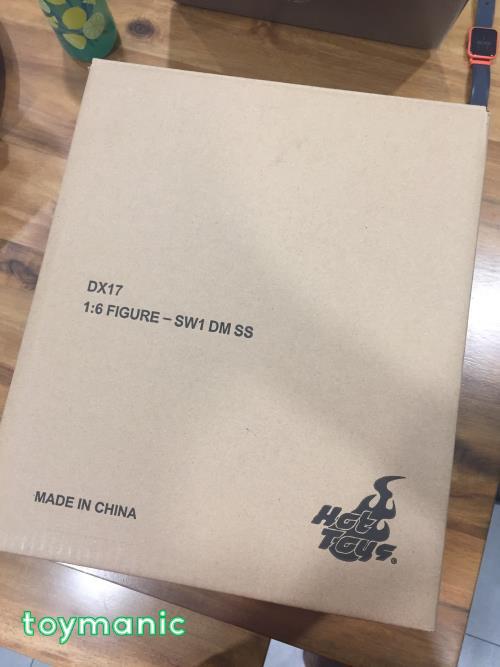 DX17
1:6 FIGURE – SW1 DM SS
MADE IN CHINA
Hot
Toys®
toymanic